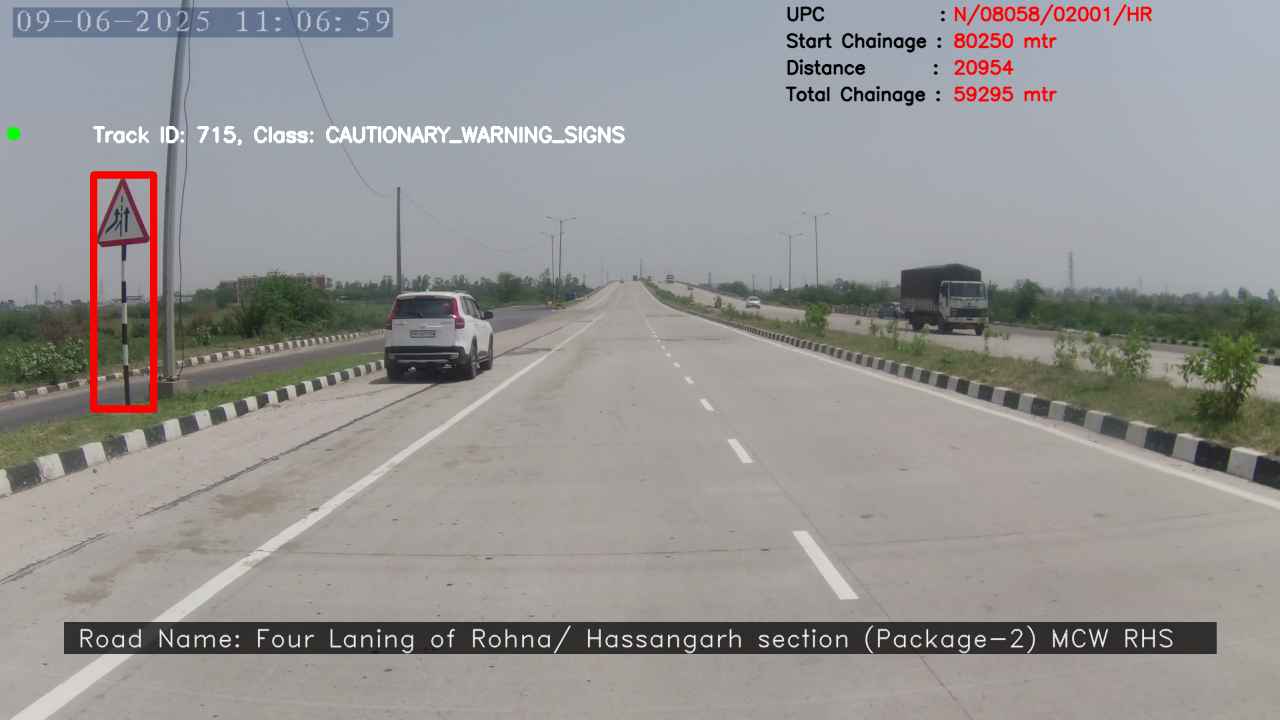 09-06-2025 11:06:59
UPC : N/08058/02001/HR
Start Chainage : 80250 mtr
Distance : 20954
Total Chainage : 59295 mtr
Track ID: 715, Class: CAUTIONARY_WARNING_SIGNS
Road Name: Four Laning of Rohna/ Hassangarh section (Package-2) MCW RHS